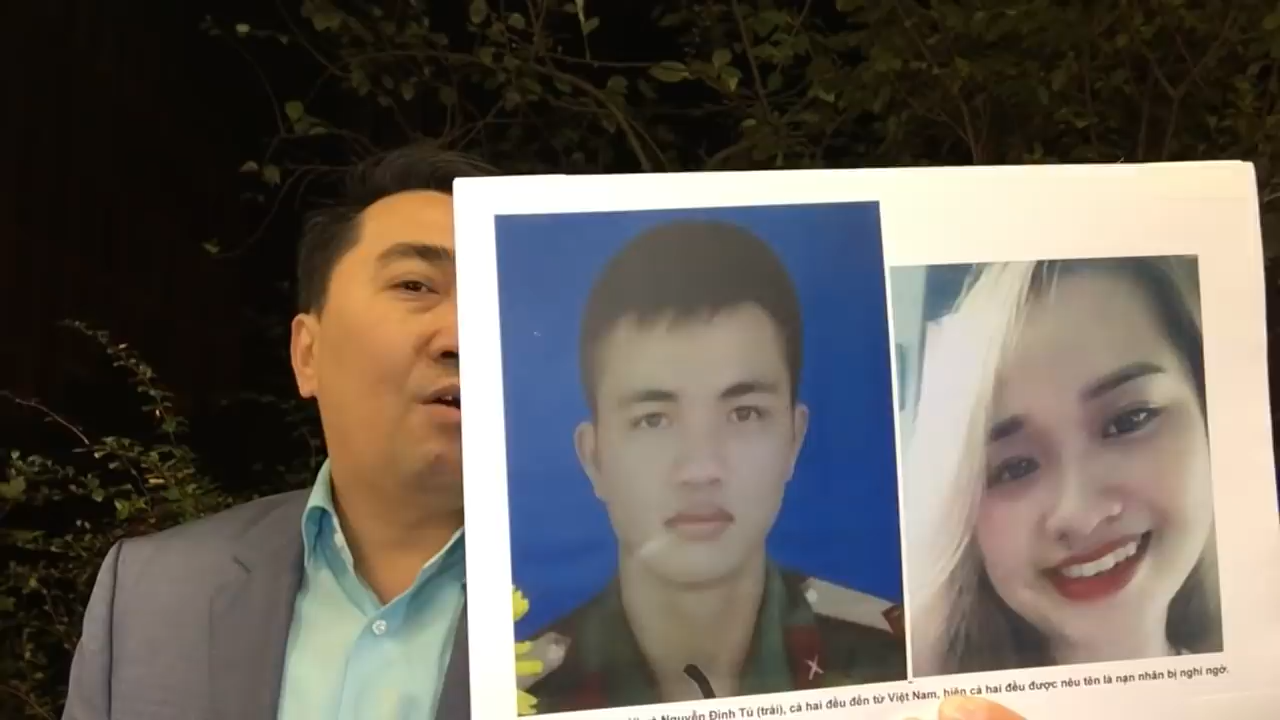 Nguyễn Đình Tú (trái), cả hai đều đến từ Việt Nam, hiện cả hai đều được nêu tên là nạn nhân bị nghi ngờ.